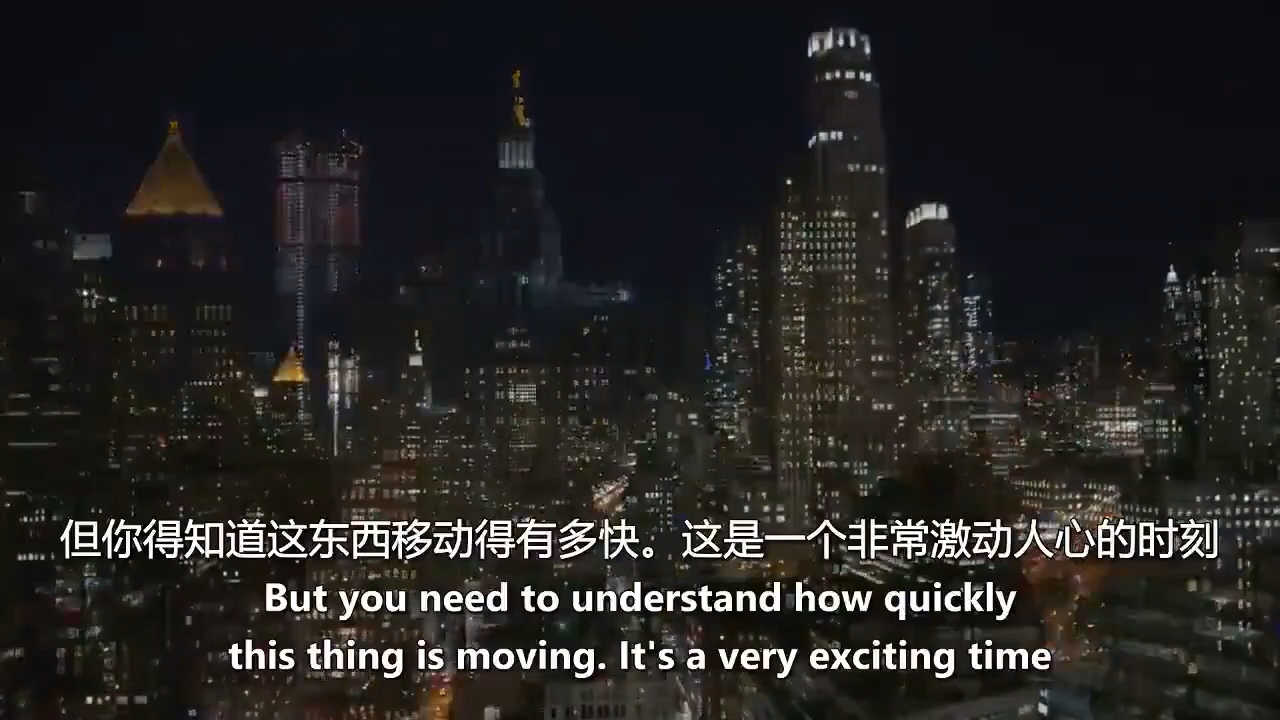 但你得知道这东西移动得有多快。这是一个非常激动人心的时刻
But you need to understand how quickly
this thing is moving. It's a very exciting time